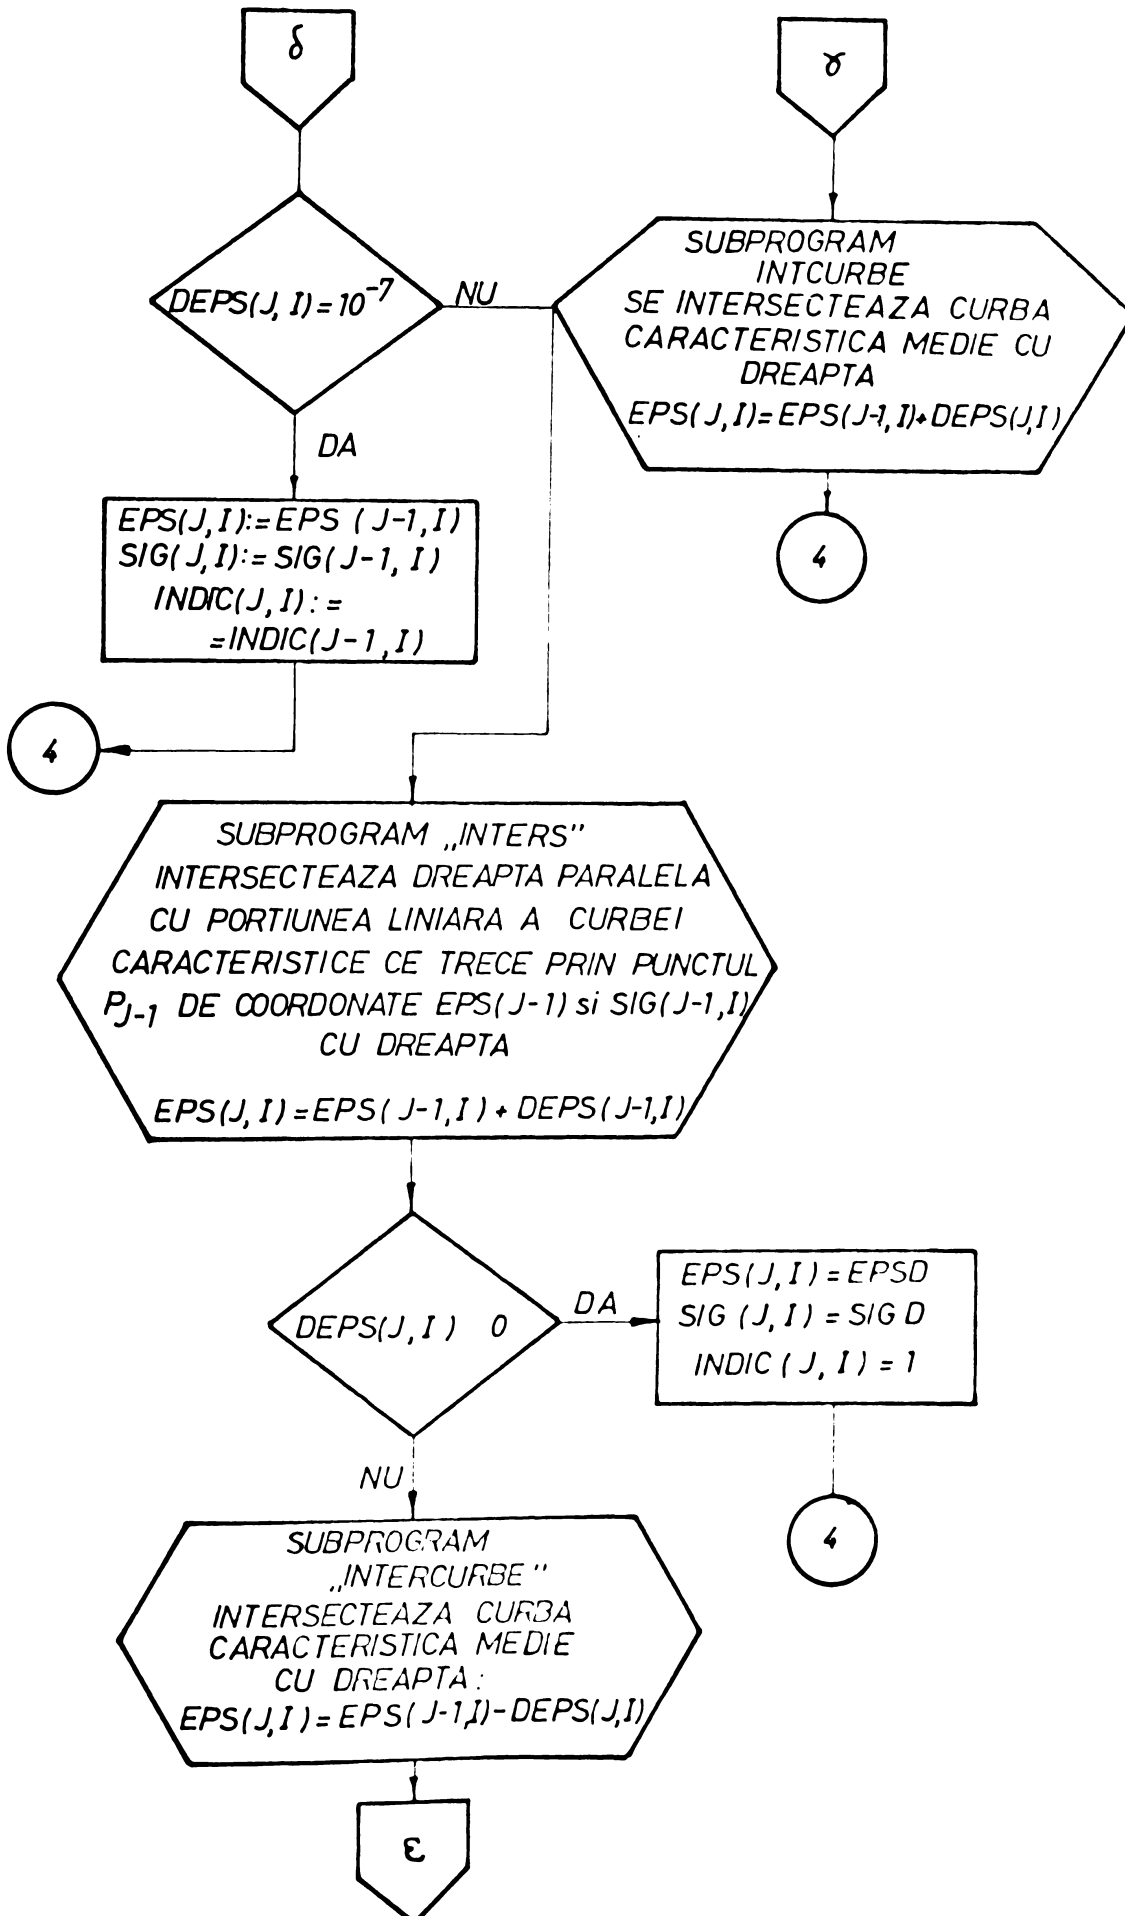 δ
DEPS(J, I) = 10⁻⁷
NU
DA
EPS(J, I):= EPS (J-1, I)
SIG(J, I):= SIG(J-1, I)
INDIC(J, I) : =
= INDIC(J-1, I)
4
γ
SUBPROGRAM
INTCURBE
SE INTERSECTEAZA CURBA
CARACTERISTICA MEDIE CU
DREAPTA
EPS(J, I) = EPS(J-1, I)+DEPS(J, I)
4
SUBPROGRAM „INTERS”
INTERSECTEAZA DREAPTA PARALELA
CU PORTIUNEA LINIARA A CURBEI
CARACTERISTICE CE TRECE PRIN PUNCTUL
P_{J-1} DE COORDONATE EPS(J-1) si SIG(J-1, I)
CU DREAPTA
EPS(J, I) = EPS(J-1, I) + DEPS(J-1, I)
DEPS(J, I) 0
DA
EPS(J, I) = EPSD
SIG (J, I) = SIG D
INDIC (J, I) = 1
4
NU
SUBPROGRAM
„INTERCURBE”
INTERSECTEAZA CURBA
CARACTERISTICA MEDIE
CU DREAPTA :
EPS(J, I) = EPS(J-1, I) - DEPS(J, I)
ε